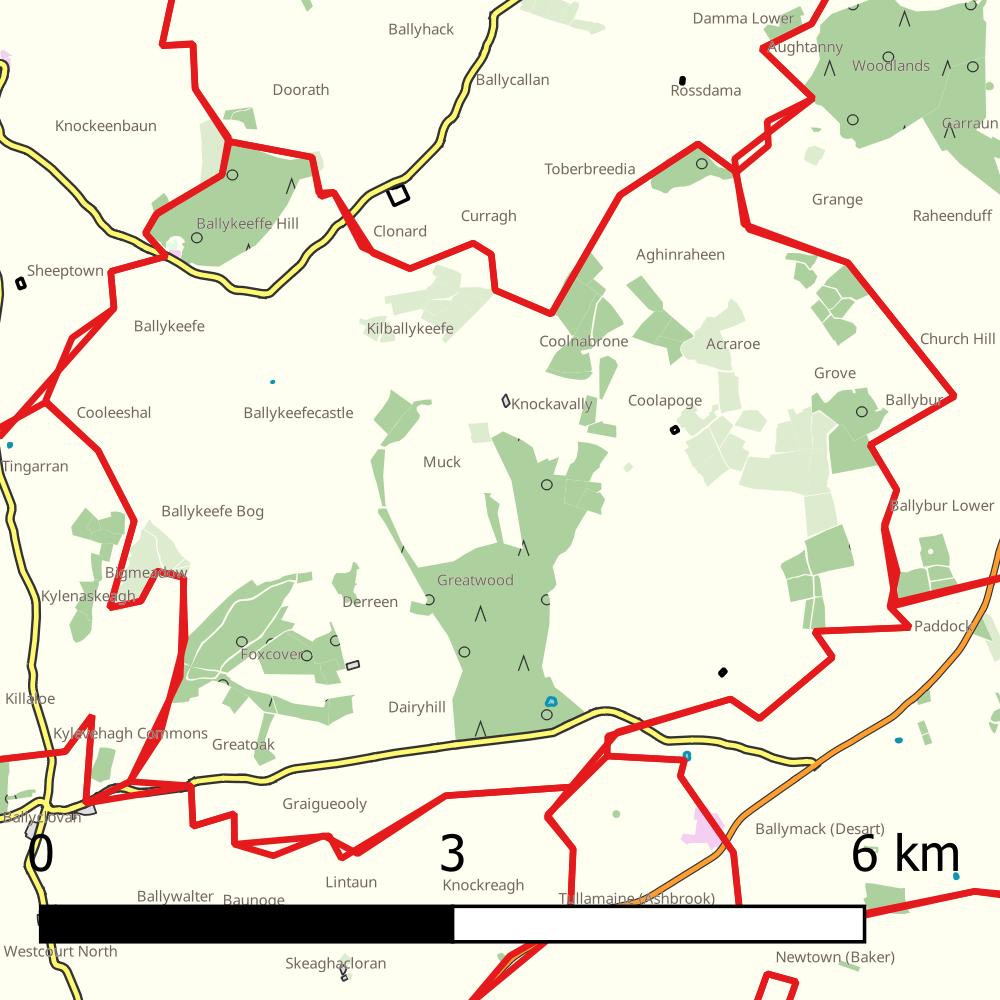 Damma Lower
Ballyhack
Aughtanny
Woodlands
Ballycallan
Doorath
Rossdama
Knockeenbaun
Garraun
Toberbreedia
Grange
Curragh
Raheenduff
Ballykeeffe Hill
Clonard
Aghinraheen
Sheeptown
Ballykeefe
Kilballykeefe
Coolnabrone
Acraroe
Church Hill
Grove
Cooleeshal
Ballykeefecastle
Knockavally
Coolapoge
Ballybur
Muck
Tingarran
Ballykeefe Bog
Ballybur Lower
Bigmeadow
Greatwood
Kylenaskeagh
Derreen
Paddock
Foxcover
Killaloe
Dairyhill
Kylevehagh Commons
Greatoak
Graigueooly
Ballyclovan
Ballymack (Desart)
0 3 6 km
Lintaun
Knockreagh
Ballywalter
Baunoge
Tullamaine (Ashbrook)
Westcourt North
Newtown (Baker)
Skeaghacloran